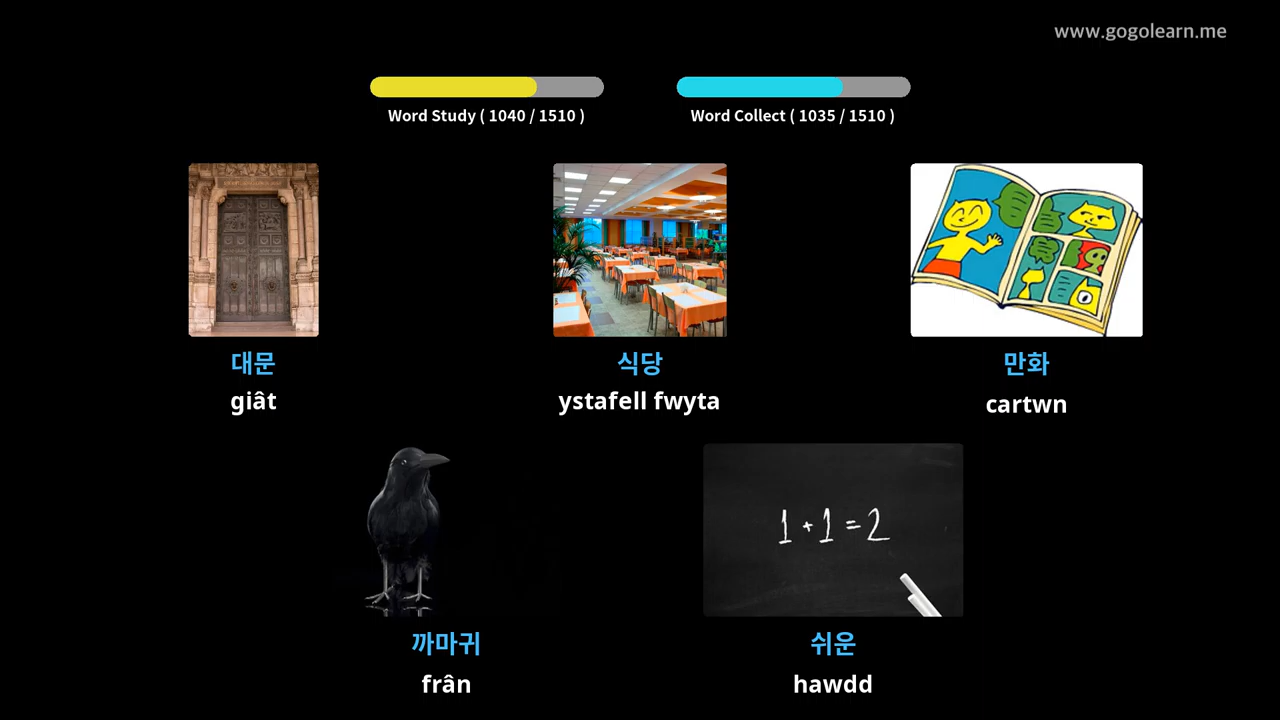 www.gogolearn.me
Word Study ( 1040 / 1510 )
Word Collect ( 1035 / 1510 )
대문
giât
식당
ystafell fwyta
만화
cartwn
까마귀
frân
쉬운
hawdd
1 + 1 = 2